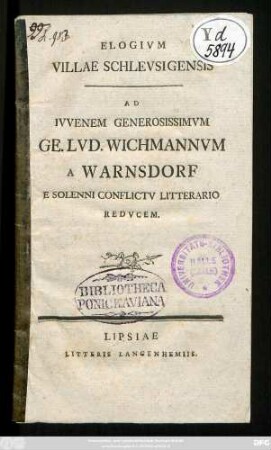 Yd
5894
ELOGIVM
VILLAE SCHLEVSIGENSIS
AD
IVVENEM GENEROSISSIMVM
GE. LVD. WICHMANNVM
A WARNSDORF
E SOLENNI CONFLICTV LITTERARIO
REDVCEM.
BIBLIOTHECA
PONICKAVIANA
LIPSIAE
LITTERIS LANGENHEMIIS.